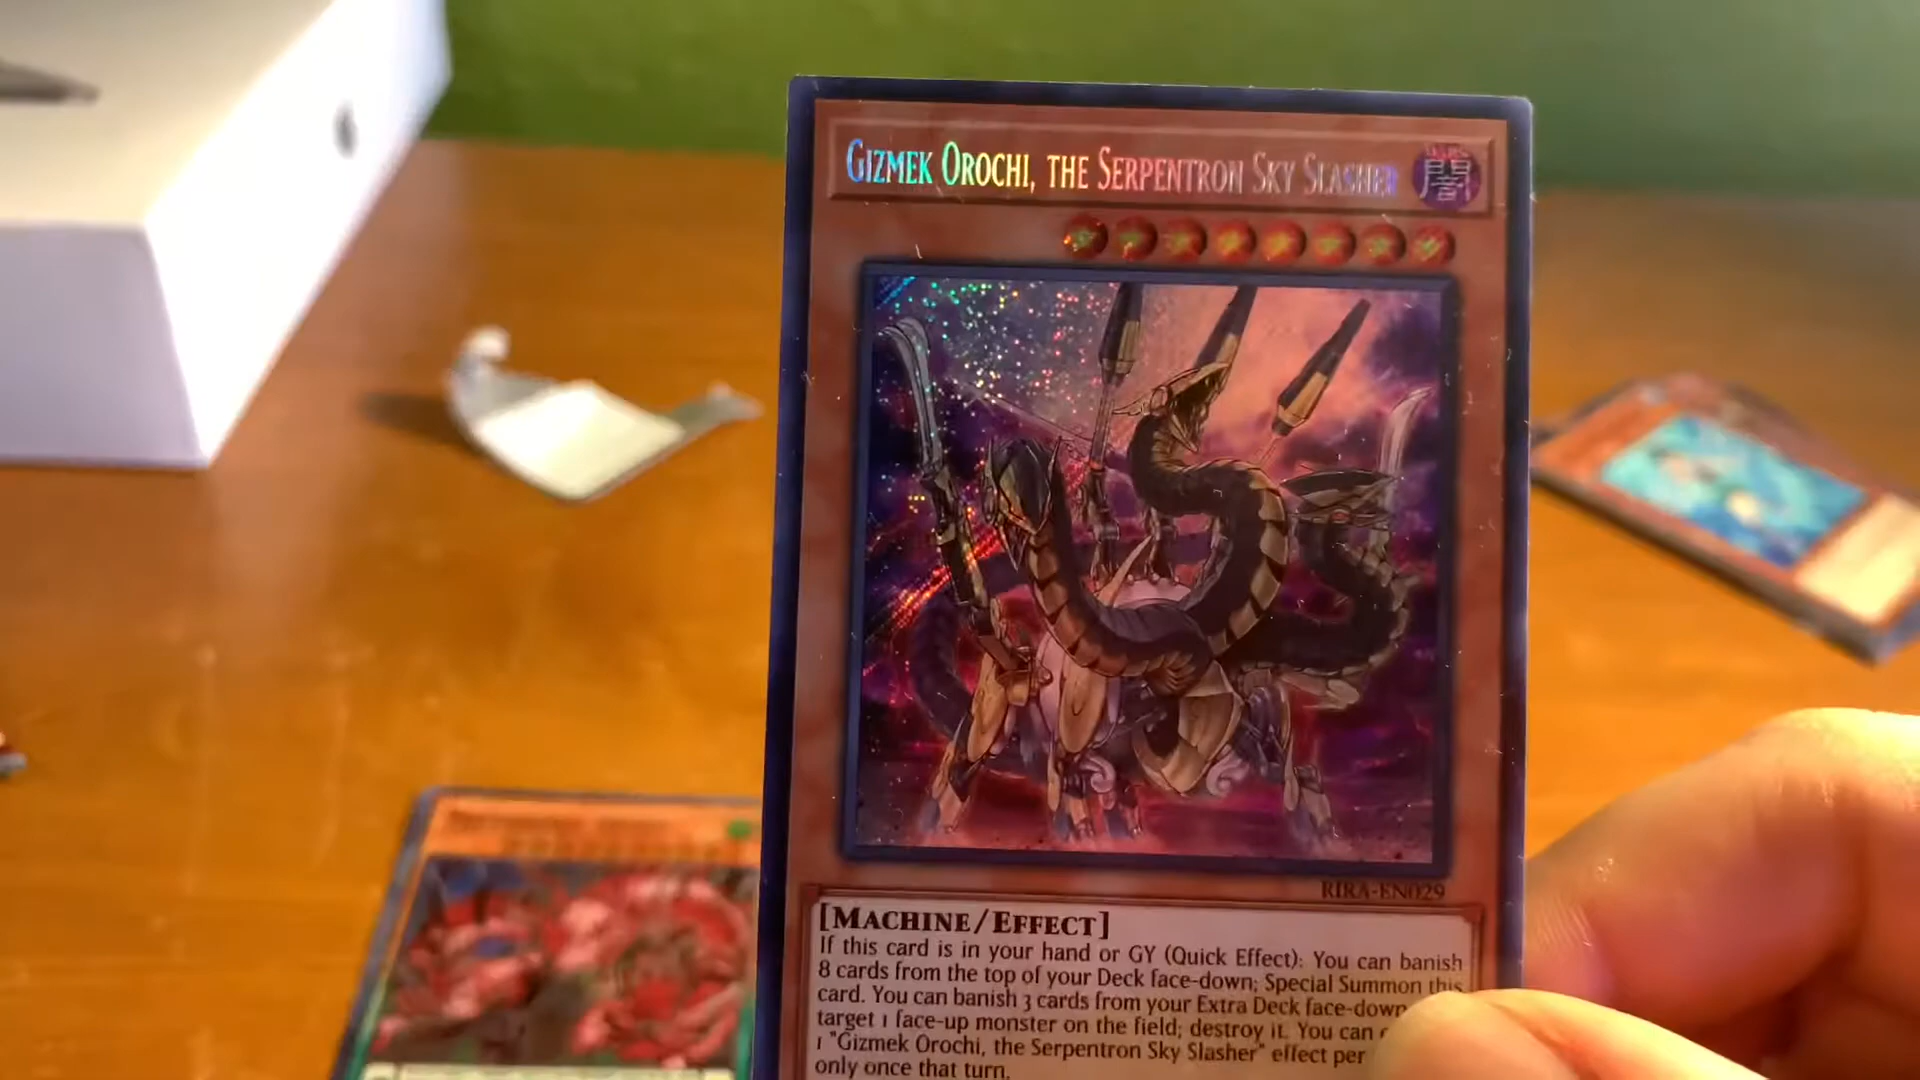 GIZMEK OROCHI, THE SERPENTRON SKY SLASHER
DARK
闇
RIRA-EN029
[MACHINE/EFFECT]
If this card is in your hand or GY (Quick Effect): You can banish
8 cards from the top of your Deck face-down; Special Summon this
card. You can banish 3 cards from your Extra Deck face-down
target 1 face-up monster on the field; destroy it. You can
1 "Gizmek Orochi, the Serpentron Sky Slasher" effect per
only once that turn.